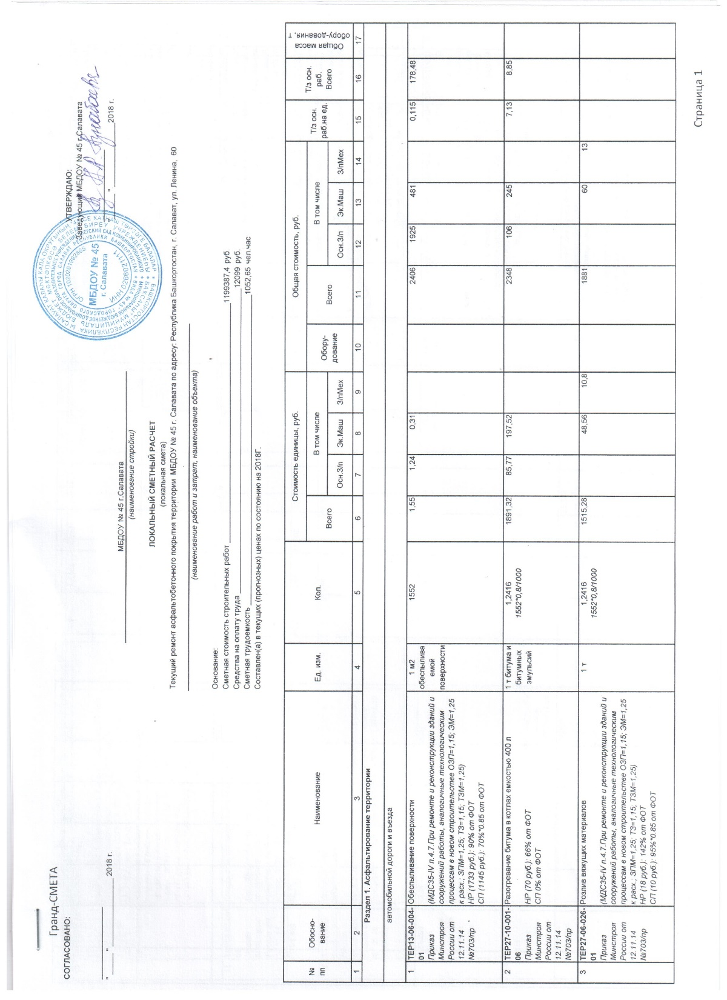 Гранд-СМЕТА
СОГЛАСОВАНО:
УТВЕРЖДАЮ:
Заведующий МБДОУ № 45 г.Салавата
" " 2018 г.
" " 2018 г.
МБДОУ № 45
г. Салавата
ОГРН 1020201992865
ИНН 0266021111
МБДОУ № 45 г.Салавата
(наименование стройки)
ЛОКАЛЬНЫЙ СМЕТНЫЙ РАСЧЕТ
(локальная смета)
Текущий ремонт асфальтобетонного покрытия территории МБДОУ № 45 г. Салавата по адресу: Республика Башкортостан, г. Салават, ул. Ленина, 60
(наименование работ и затрат, наименование объекта)
Основание:
Сметная стоимость строительных работ 1199387,4 руб
Средства на оплату труда 12099 руб.
Сметная трудоемкость 1052,65 чел.час
Составлен(а) в текущих (прогнозных) ценах по состоянию на 2018Г.
№ пп
Обосно-
вание
Наименование
Ед. изм.
Кол.
Стоимость единицы, руб.
Всего
В том числе
Осн.З/п
Эк.Маш
З/пМех
Общая стоимость, руб.
Обору-
дование
Всего
В том числе
Осн.З/п
Эк.Маш
З/пМех
Т/з осн.
раб.на ед.
Т/з осн.
раб.
Всего
Общая масса
обору-дования, т
1 2 3 4 5 6 7 8 9 10 11 12 13 14 15 16 17
Раздел 1. Асфальтирование территории
автомобильной дороги и въезда
1
ТЕР13-06-004-
01
Приказ
Минстроя
России от
12.11.14
№703/пр
Обеспыливание поверхности
(МДС35-IV п.4.7.При ремонте и реконструкции зданий и
сооружений работы, аналогичные технологическим
процессам в новом строительстве ОЗП=1,15; ЭМ=1,25
к расх.; ЗПМ=1,25; ТЗ=1,15; ТЗМ=1,25)
НР (1733 руб.): 90% от ФОТ
СП (1145 руб.): 70%*0.85 от ФОТ
1 м2
обеспылива
емой
поверхности
1552
1,55 1,24 0,31 2406 1925 481 0,115 178,48
2
ТЕР27-10-001-
06
Приказ
Минстроя
России от
12.11.14
№703/пр
Разогревание битума в котлах емкостью 400 л
НР (70 руб.): 66% от ФОТ
СП 0% от ФОТ
1 т битума и
битумных
эмульсий
1,2416
1552*0,8/1000
1891,32 85,77 197,52 2348 106 245 7,13 8,85
3
ТЕР27-06-026-
01
Приказ
Минстроя
России от
12.11.14
№703/пр
Розлив вяжущих материалов
(МДС35-IV п.4.7.При ремонте и реконструкции зданий и
сооружений работы, аналогичные технологическим
процессам в новом строительстве ОЗП=1,15; ЭМ=1,25
к расх.; ЗПМ=1,25; ТЗ=1,15; ТЗМ=1,25)
НР (18 руб.): 142% от ФОТ
СП (10 руб.): 95%*0.85 от ФОТ
1 т
1,2416
1552*0,8/1000
1515,28 48,56 10,8 1881 60 13
Страница 1